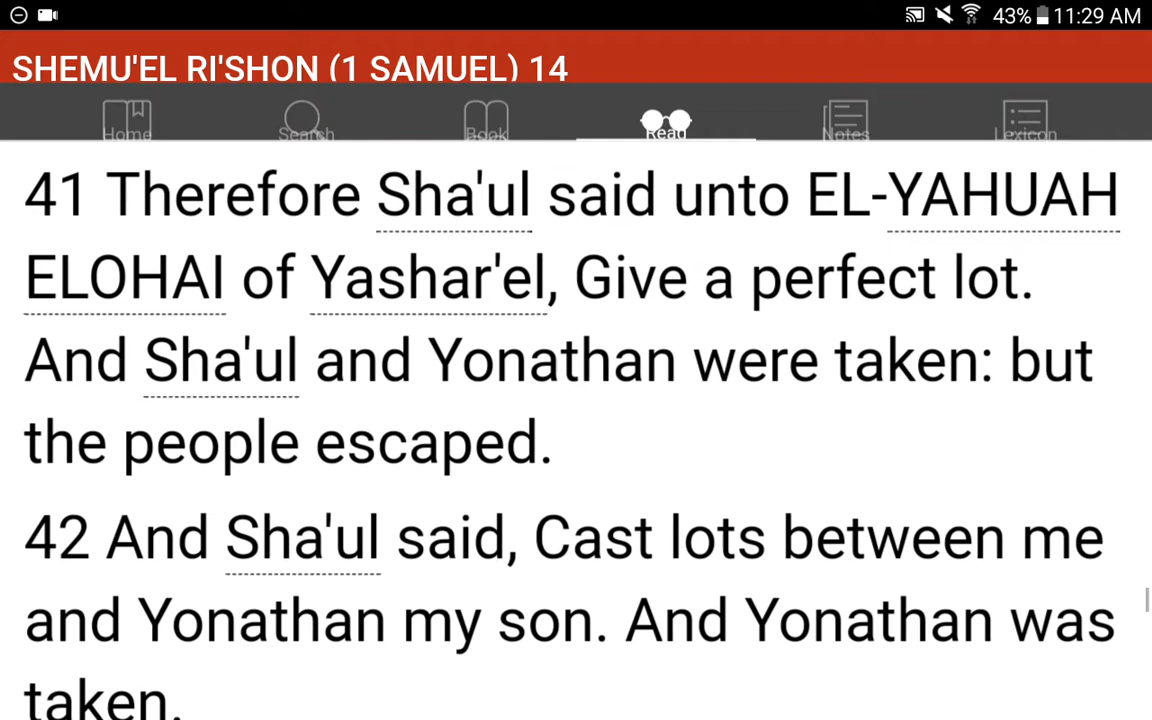 43% 11:29 AM
SHEMU'EL RI'SHON (1 SAMUEL) 14
Home Search Book Read Notes Lexicon
41 Therefore Sha'ul said unto EL-YAHUAH
ELOHAI of Yashar'el, Give a perfect lot.
And Sha'ul and Yonathan were taken: but
the people escaped.
42 And Sha'ul said, Cast lots between me
and Yonathan my son. And Yonathan was
taken.